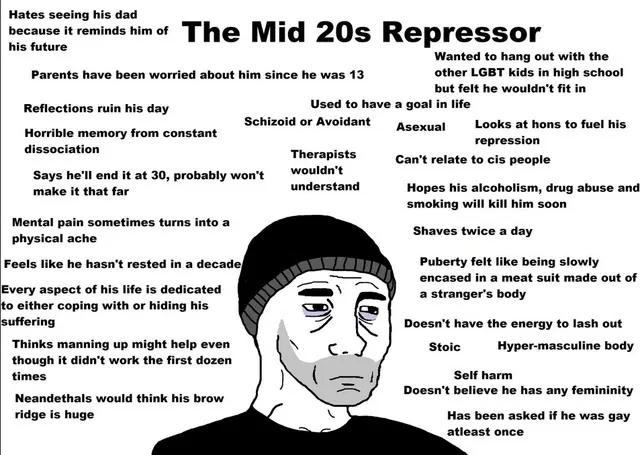 Hates seeing his dad
because it reminds him of
his future
The Mid 20s Repressor
Wanted to hang out with the
other LGBT kids in high school
but felt he wouldn't fit in
Parents have been worried about him since he was 13
Reflections ruin his day
Used to have a goal in life
Schizoid or Avoidant
Asexual
Looks at hons to fuel his
repression
Horrible memory from constant
dissociation
Therapists
wouldn't
understand
Can't relate to cis people
Says he'll end it at 30, probably won't
make it that far
Hopes his alcoholism, drug abuse and
smoking will kill him soon
Mental pain sometimes turns into a
physical ache
Shaves twice a day
Feels like he hasn't rested in a decade
Puberty felt like being slowly
encased in a meat suit made out of
a stranger's body
Every aspect of his life is dedicated
to either coping with or hiding his
suffering
Doesn't have the energy to lash out
Thinks manning up might help even
though it didn't work the first dozen
times
Stoic
Hyper-masculine body
Self harm
Doesn't believe he has any femininity
Neandethals would think his brow
ridge is huge
Has been asked if he was gay
atleast once